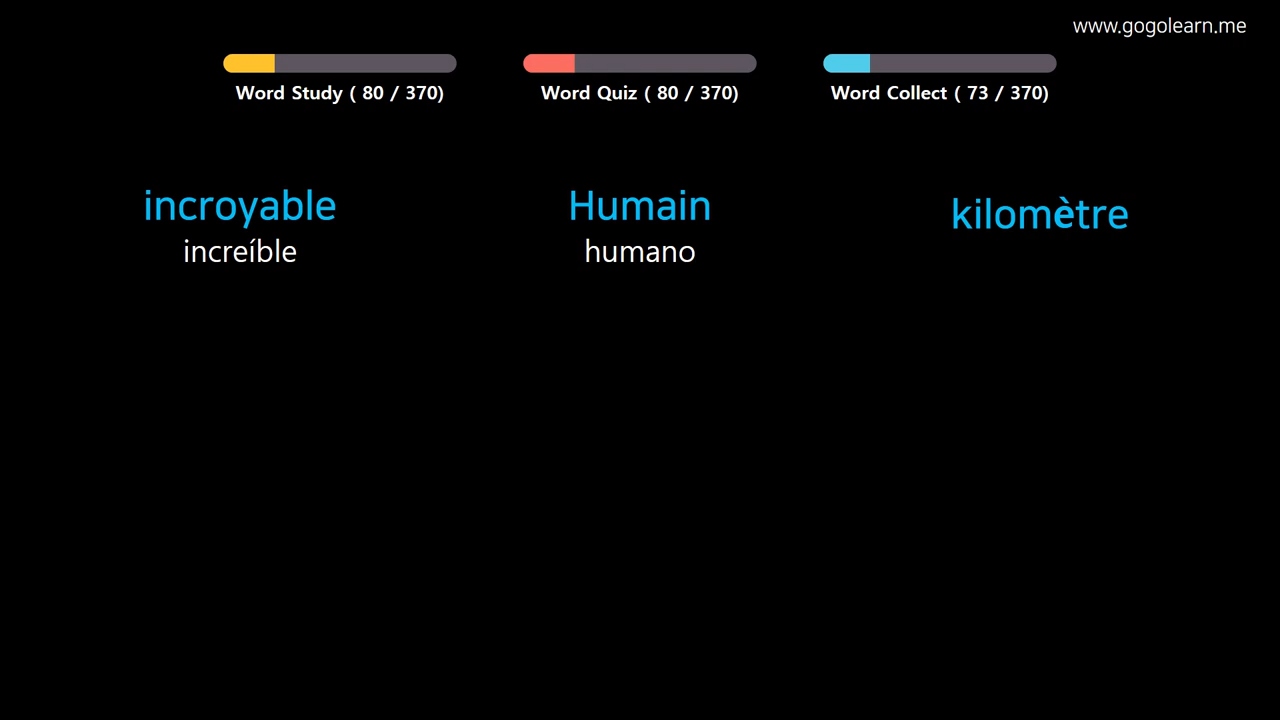 www.gogolearn.me
Word Study ( 80 / 370)
Word Quiz ( 80 / 370)
Word Collect ( 73 / 370)
incroyable
increíble
Humain
humano
kilomètre